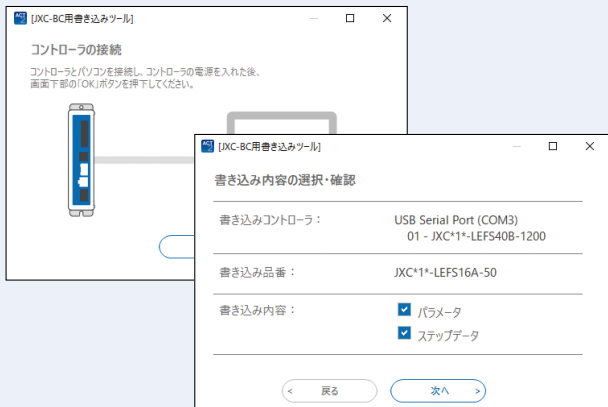 ACT
[JXC-BC用書き込みツール]
コントローラの接続
コントローラとパソコンを接続し、コントローラの電源を入れた後、
画面下部の「OK」ボタンを押下してください。
ACT
[JXC-BC用書き込みツール]
書き込み内容の選択・確認
書き込みコントローラ： USB Serial Port (COM3)
01 - JXC*1*-LEFS40B-1200
書き込み品番： JXC*1*-LEFS16A-50
書き込み内容： パラメータ
ステップデータ
< 戻る 次へ >